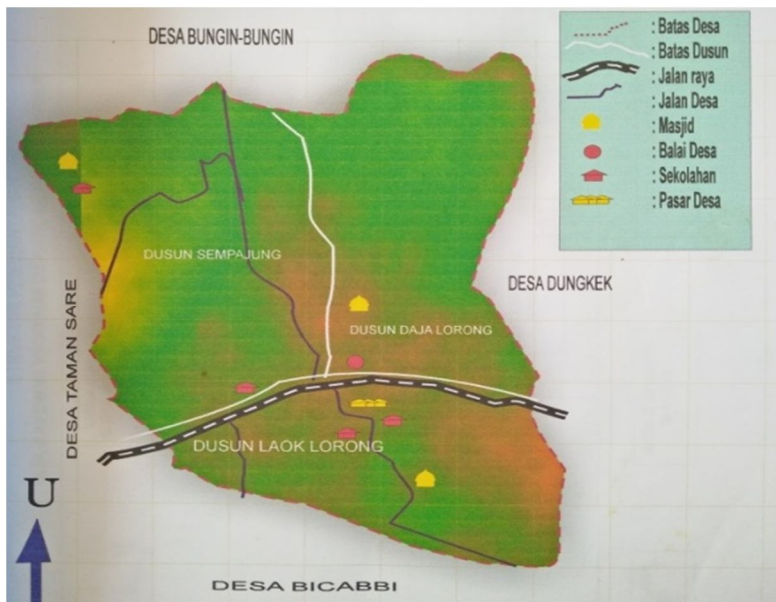 DESA BUNGIN-BUNGIN
: Batas Desa
: Batas Dusun
: Jalan raya
: Jalan Desa
: Masjid
: Balai Desa
: Sekolahan
: Pasar Desa
DUSUN SEMPAJUNG
DESA DUNGKEK
DESA TAMAN SARE
DUSUN DAJA LORONG
DUSUN LAOK LORONG
U
DESA BICABBI